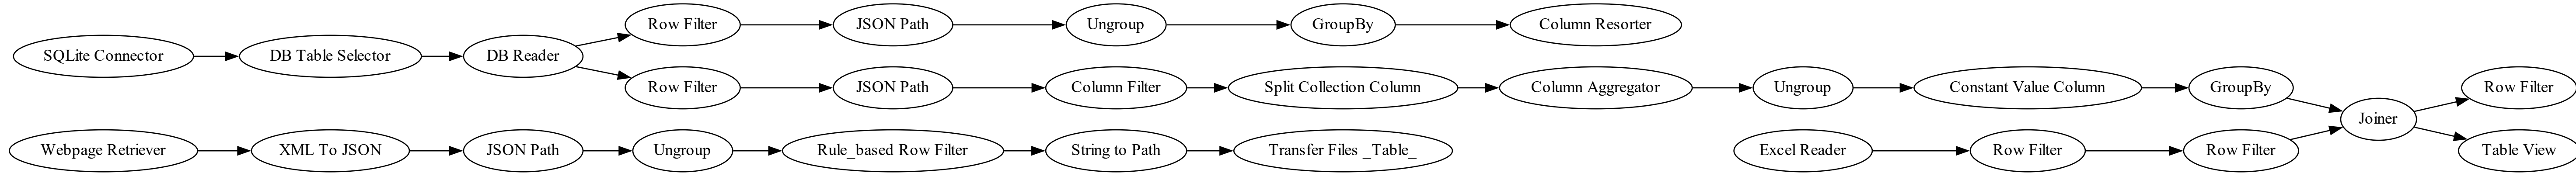 Row Filter
JSON Path
Ungroup
GroupBy
Column Resorter
SQLite Connector
DB Table Selector
DB Reader
Row Filter
JSON Path
Column Filter
Split Collection Column
Column Aggregator
Ungroup
Constant Value Column
GroupBy
Row Filter
Joiner
Webpage Retriever
XML To JSON
JSON Path
Ungroup
Rule_based Row Filter
String to Path
Transfer Files _Table_
Excel Reader
Row Filter
Row Filter
Table View